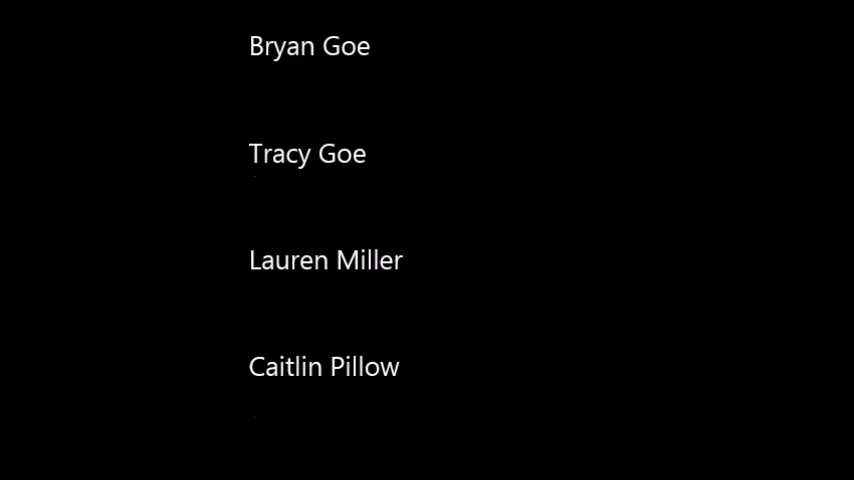 Bryan Goe
Tracy Goe
Lauren Miller
Caitlin Pillow